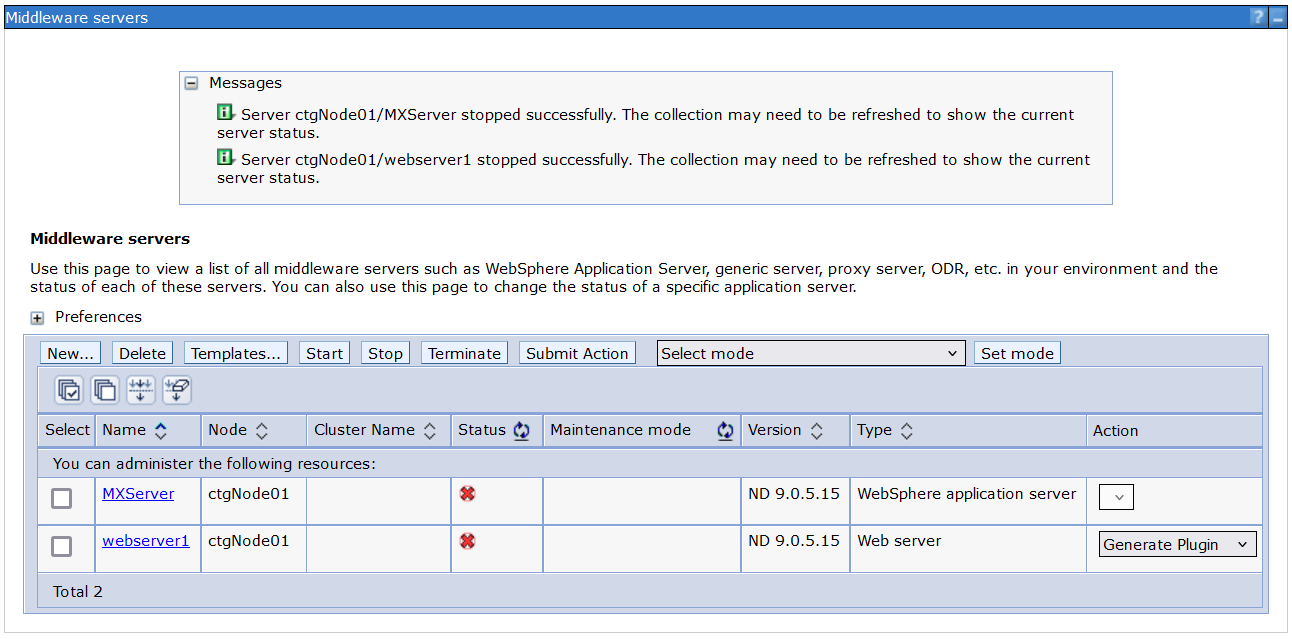 Middleware servers
?
Messages
Server ctgNode01/MXServer stopped successfully. The collection may need to be refreshed to show the current
server status.
Server ctgNode01/webserver1 stopped successfully. The collection may need to be refreshed to show the current
server status.
Middleware servers
Use this page to view a list of all middleware servers such as WebSphere Application Server, generic server, proxy server, ODR, etc. in your environment and the
status of each of these servers. You can also use this page to change the status of a specific application server.
Preferences
New... Delete Templates... Start Stop Terminate Submit Action Select mode Set mode
Select Name Node Cluster Name Status Maintenance mode Version Type Action
You can administer the following resources:
MXServer ctgNode01 ND 9.0.5.15 WebSphere application server
webserver1 ctgNode01 ND 9.0.5.15 Web server Generate Plugin
Total 2